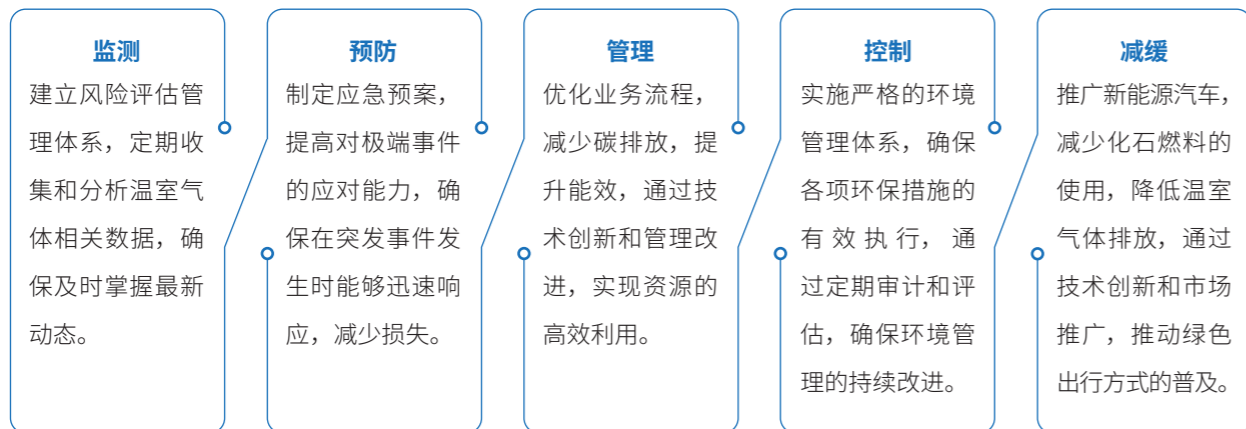 监测
建立风险评估管
理体系，定期收
集和分析温室气
体相关数据，确
保及时掌握最新
动态。
预防
制定应急预案，
提高对极端事件
的应对能力，确
保在突发事件发
生时能够迅速响
应，减少损失。
管理
优化业务流程，
减少碳排放，提
升能效，通过技
术创新和管理改
进，实现资源的
高效利用。
控制
实施严格的环境
管理体系，确保
各项环保措施的
有效执行，通
过定期审计和评
估，确保环境管
理的持续改进。
减缓
推广新能源汽车，
减少化石燃料的
使用，降低温室
气体排放，通过
技术创新和市场
推广，推动绿色
出行方式的普及。